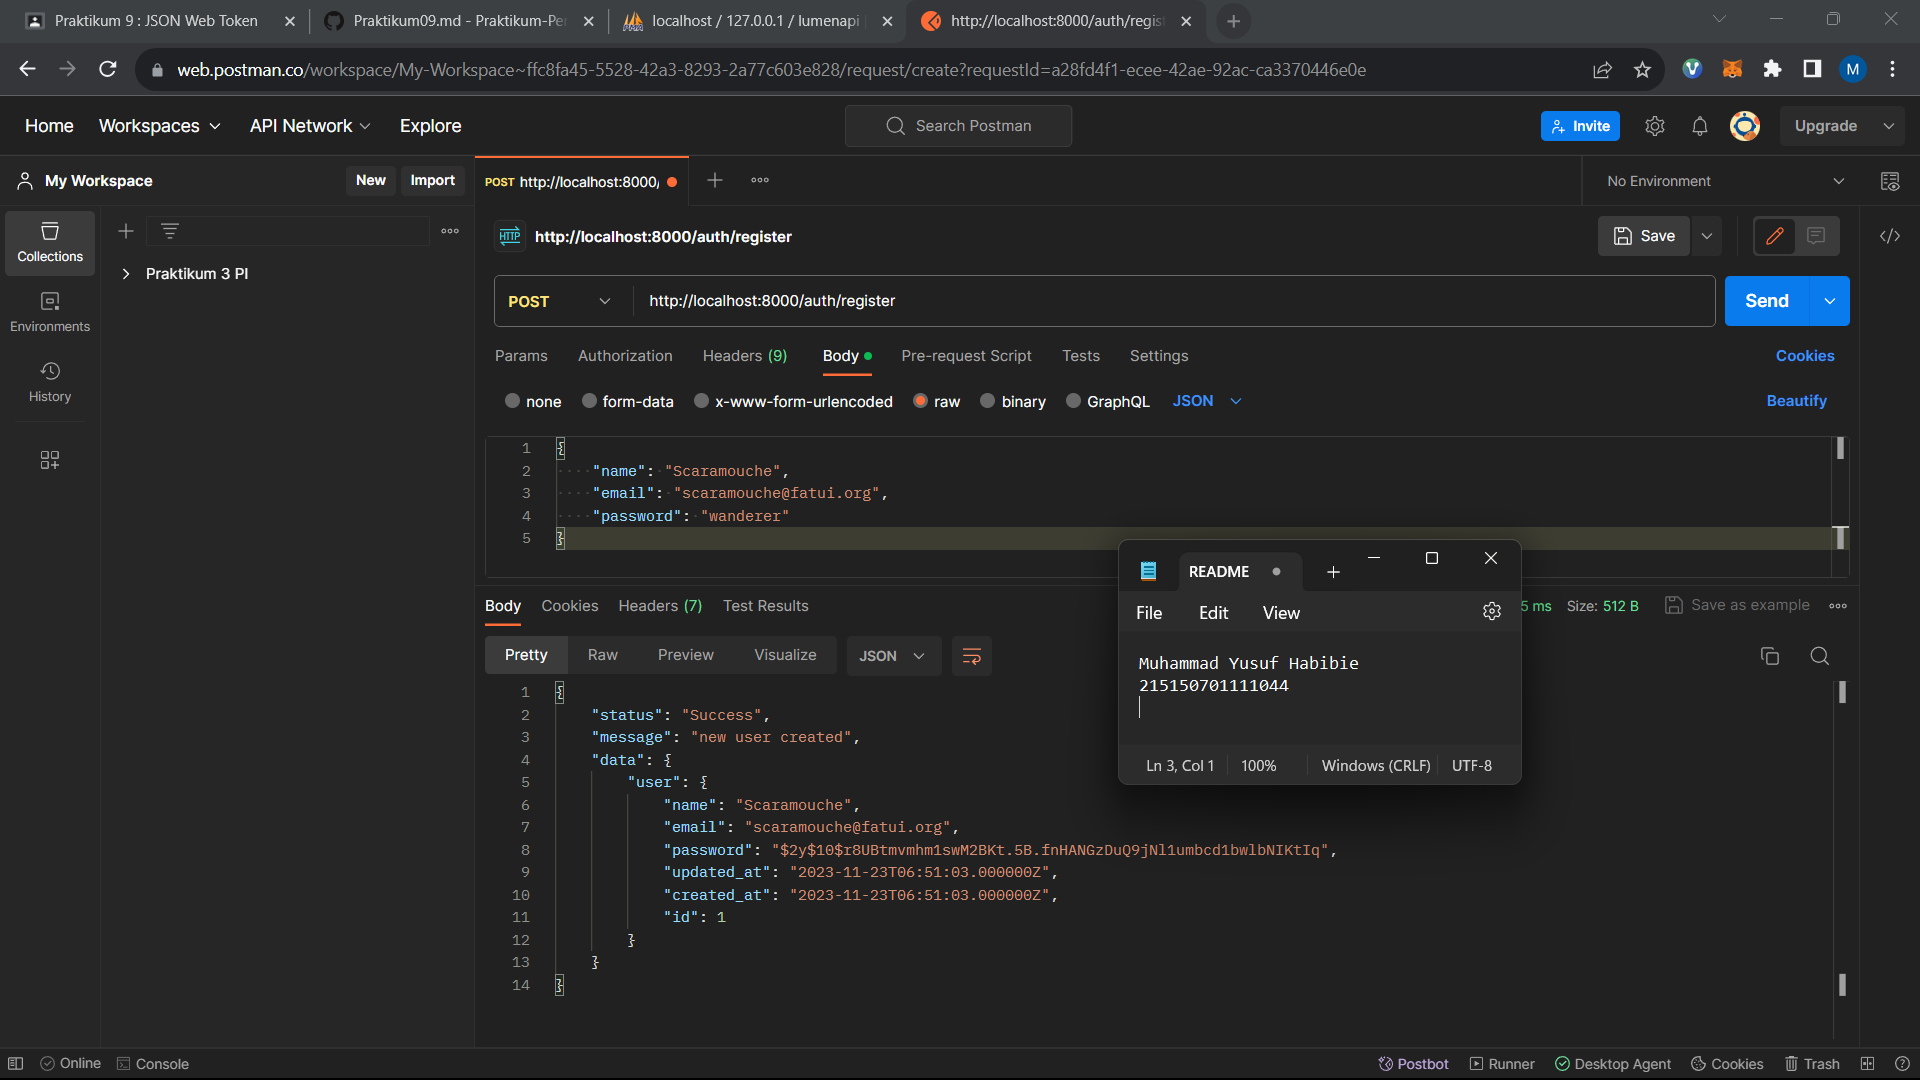 Praktikum 9 : JSON Web Token
Praktikum09.md - Praktikum-Pe
localhost / 127.0.0.1 / lumenapi
http://localhost:8000/auth/regist
web.postman.co/workspace/My-Workspace~ffc8fa45-5528-42a3-8293-2a77c603e828/request/create?requestId=a28fd4f1-ecee-42ae-92ac-ca3370446e0e
M
Home
Workspaces
API Network
Explore
Search Postman
Invite
Upgrade
My Workspace
New
Import
POST http://localhost:8000/
No Environment
Collections
Environments
History
Praktikum 3 PI
HTTP http://localhost:8000/auth/register
Save
POST
http://localhost:8000/auth/register
Send
Params
Authorization
Headers (9)
Body
Pre-request Script
Tests
Settings
Cookies
none
form-data
x-www-form-urlencoded
raw
binary
GraphQL
JSON
Beautify
1 {
2 ····"name":·"Scaramouche",
3 ····"email":·"scaramouche@fatui.org",
4 ····"password":·"wanderer"
5 }
Body
Cookies
Headers (7)
Test Results
5 ms
Size: 512 B
Save as example
Pretty
Raw
Preview
Visualize
JSON
1 {
2 "status": "Success",
3 "message": "new user created",
4 "data": {
5 "user": {
6 "name": "Scaramouche",
7 "email": "scaramouche@fatui.org",
8 "password": "$2y$10$r8UBtmvmhm1swM2BKt.5B.fnHANGzDuQ9jNl1umbcd1bwlbNIKtIq",
9 "updated_at": "2023-11-23T06:51:03.000000Z",
10 "created_at": "2023-11-23T06:51:03.000000Z",
11 "id": 1
12 }
13 }
14 }
README
File
Edit
View
Muhammad Yusuf Habibie
215150701111044
Ln 3, Col 1
100%
Windows (CRLF)
UTF-8
Online
Console
Postbot
Runner
Desktop Agent
Cookies
Trash